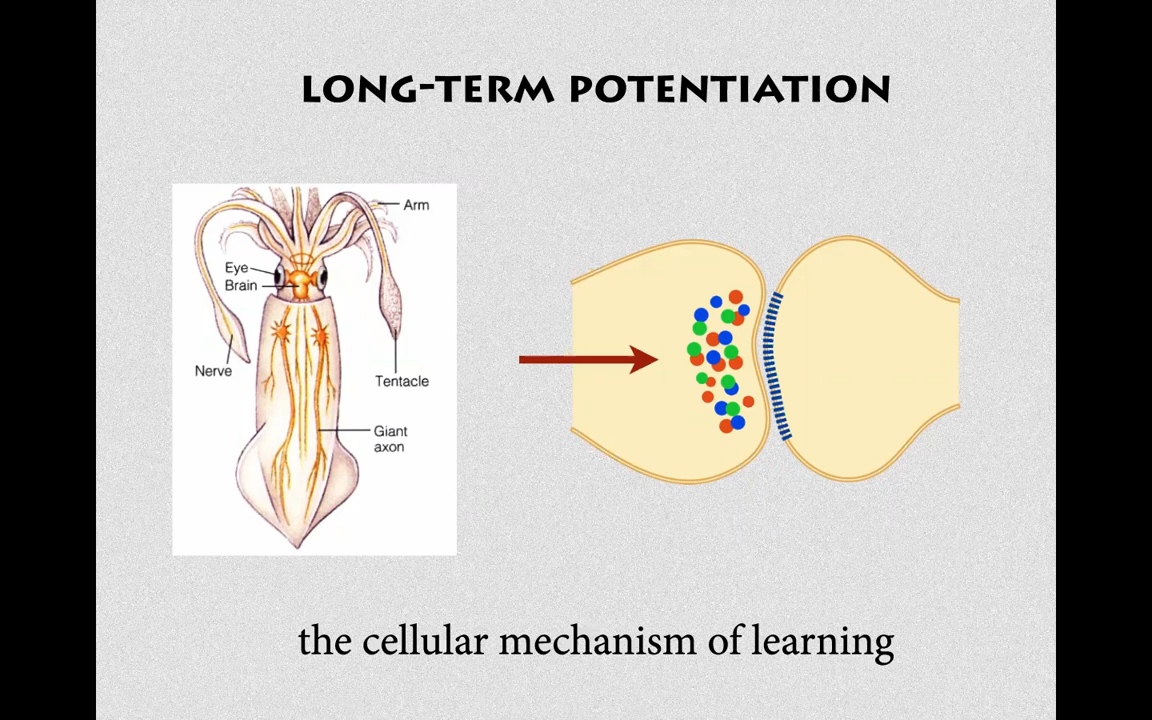 LONG-TERM POTENTIATION
Arm
Eye
Brain
Nerve
Tentacle
Giant
axon
the cellular mechanism of learning